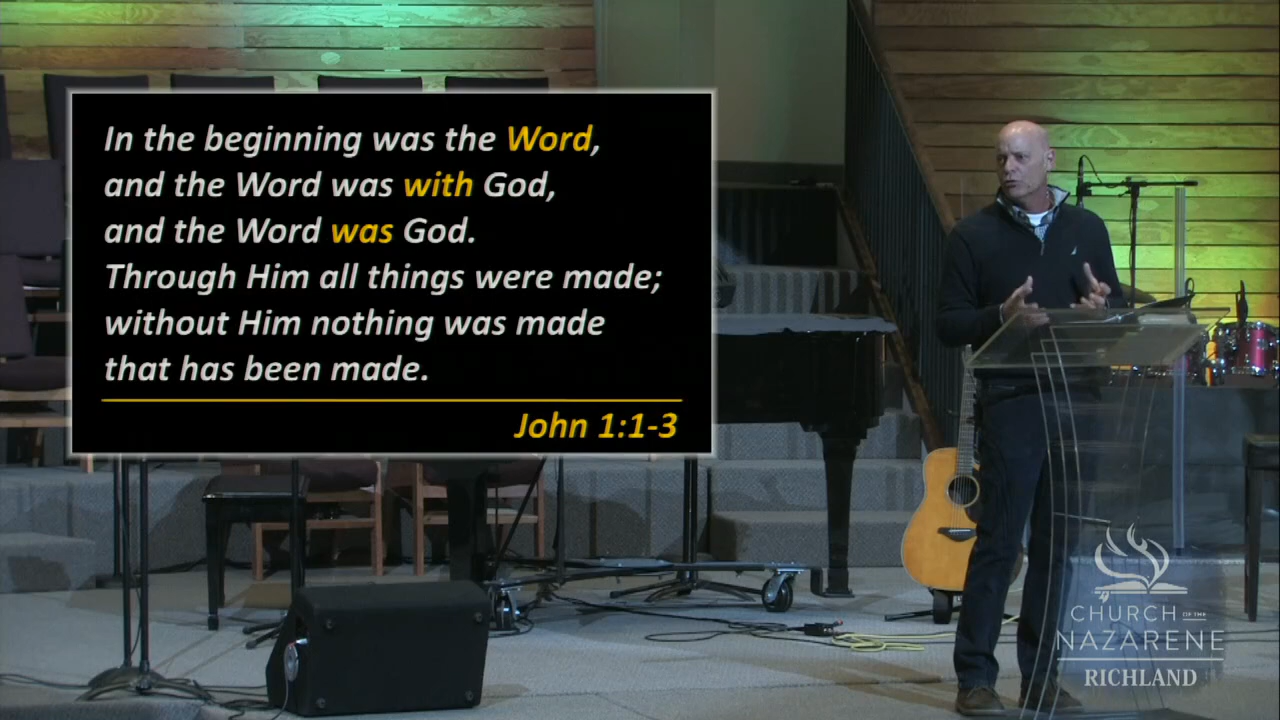 In the beginning was the Word,
and the Word was with God,
and the Word was God.
Through Him all things were made;
without Him nothing was made
that has been made.
John 1:1-3
CHURCH OF THE
NAZARENE
RICHLAND